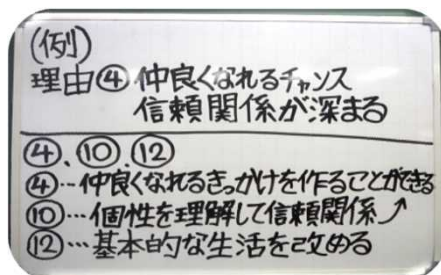 (例)
理由④仲良くなれるチャンス
信頼関係が深まる
④、⑩、⑫
④…仲良くなれるきっかけを作ることができる
⑩…個性を理解して信頼関係↗
⑫…基本的な生活を改める